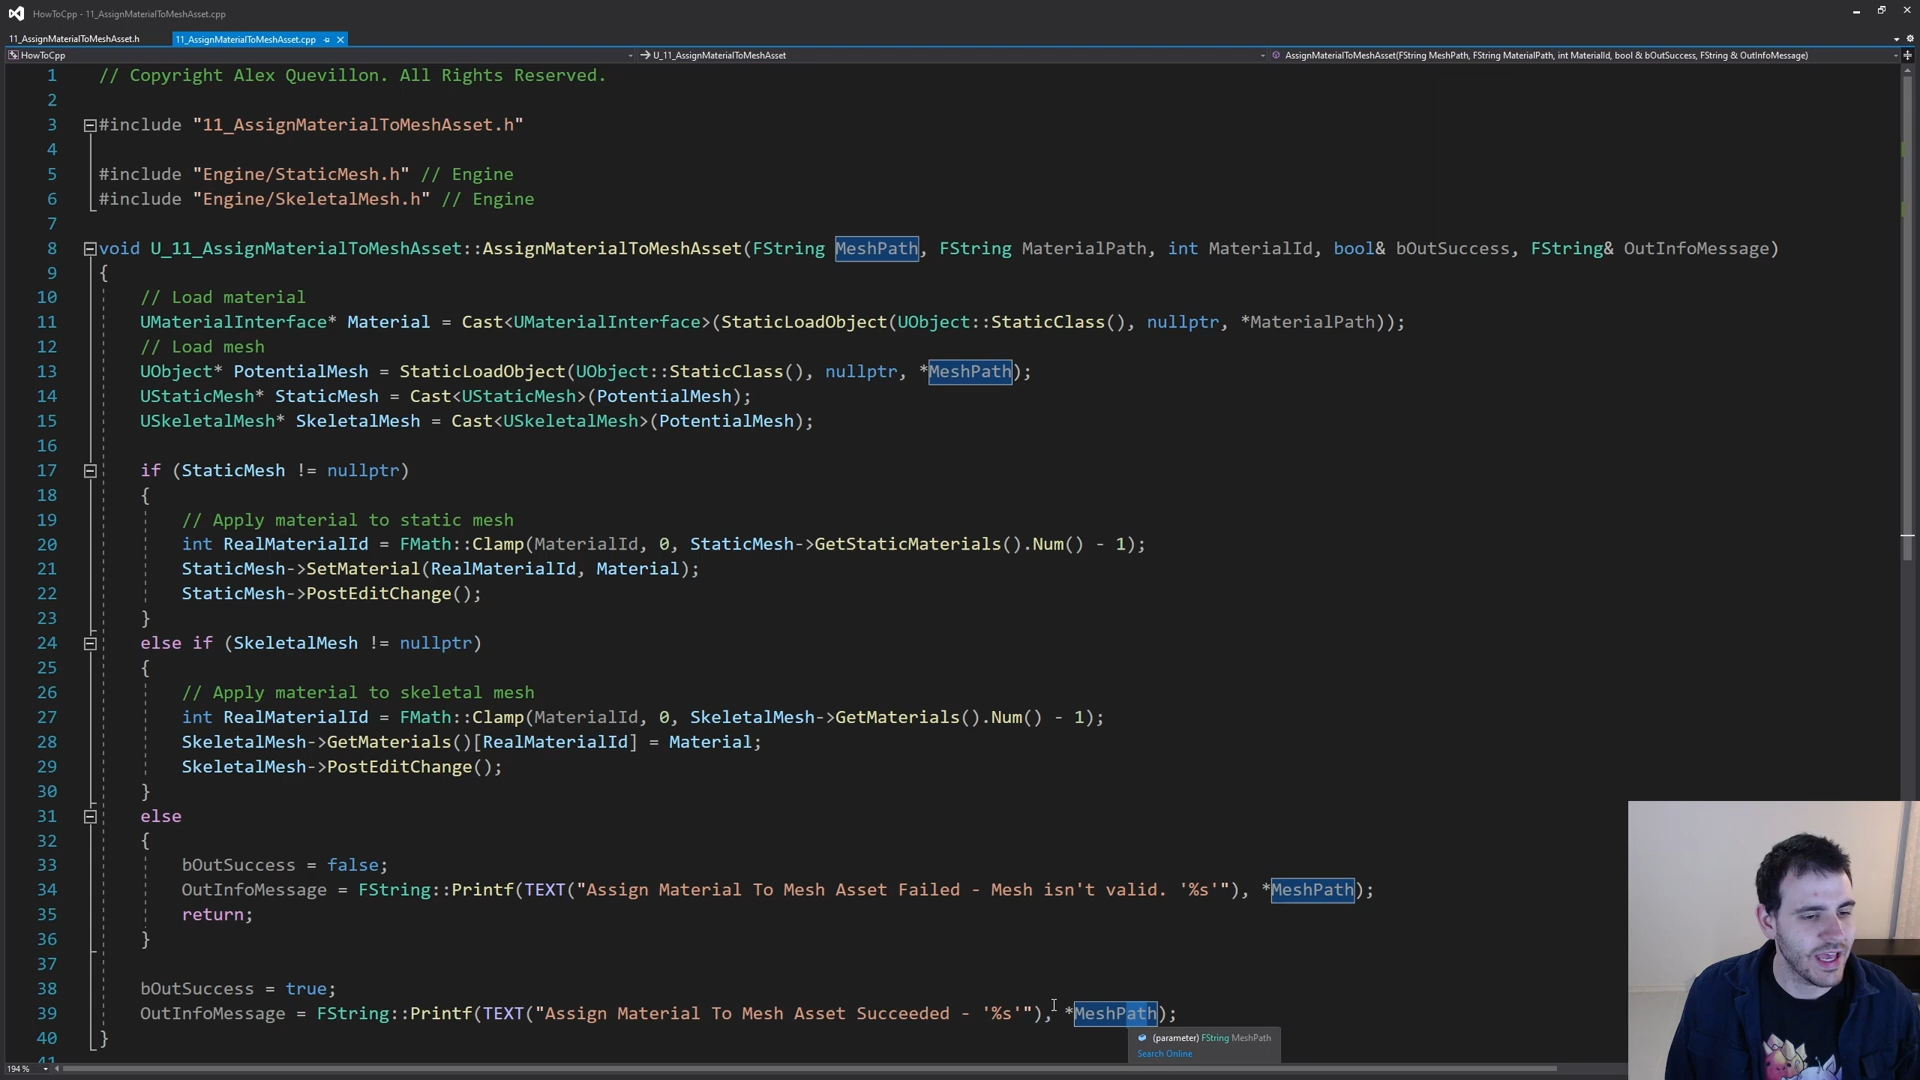 HowToCpp - 11_AssignMaterialToMeshAsset.cpp
11_AssignMaterialToMeshAsset.h
11_AssignMaterialToMeshAsset.cpp
HowToCpp
U_11_AssignMaterialToMeshAsset
AssignMaterialToMeshAsset(FString MeshPath, FString MaterialPath, int MaterialId, bool & bOutSuccess, FString & OutInfoMessage)
1 // Copyright Alex Quevillon. All Rights Reserved.
2
3 #include "11_AssignMaterialToMeshAsset.h"
4
5 #include "Engine/StaticMesh.h" // Engine
6 #include "Engine/SkeletalMesh.h" // Engine
7
8 void U_11_AssignMaterialToMeshAsset::AssignMaterialToMeshAsset(FString MeshPath, FString MaterialPath, int MaterialId, bool& bOutSuccess, FString& OutInfoMessage)
9 {
10 // Load material
11 UMaterialInterface* Material = Cast<UMaterialInterface>(StaticLoadObject(UObject::StaticClass(), nullptr, *MaterialPath));
12 // Load mesh
13 UObject* PotentialMesh = StaticLoadObject(UObject::StaticClass(), nullptr, *MeshPath);
14 UStaticMesh* StaticMesh = Cast<UStaticMesh>(PotentialMesh);
15 USkeletalMesh* SkeletalMesh = Cast<USkeletalMesh>(PotentialMesh);
16
17 if (StaticMesh != nullptr)
18 {
19 // Apply material to static mesh
20 int RealMaterialId = FMath::Clamp(MaterialId, 0, StaticMesh->GetStaticMaterials().Num() - 1);
21 StaticMesh->SetMaterial(RealMaterialId, Material);
22 StaticMesh->PostEditChange();
23 }
24 else if (SkeletalMesh != nullptr)
25 {
26 // Apply material to skeletal mesh
27 int RealMaterialId = FMath::Clamp(MaterialId, 0, SkeletalMesh->GetMaterials().Num() - 1);
28 SkeletalMesh->GetMaterials()[RealMaterialId] = Material;
29 SkeletalMesh->PostEditChange();
30 }
31 else
32 {
33 bOutSuccess = false;
34 OutInfoMessage = FString::Printf(TEXT("Assign Material To Mesh Asset Failed - Mesh isn't valid. '%s'"), *MeshPath);
35 return;
36 }
37
38 bOutSuccess = true;
39 OutInfoMessage = FString::Printf(TEXT("Assign Material To Mesh Asset Succeeded - '%s'"), *MeshPath);
40 }
(parameter) FString MeshPath
Search Online
41
194 %